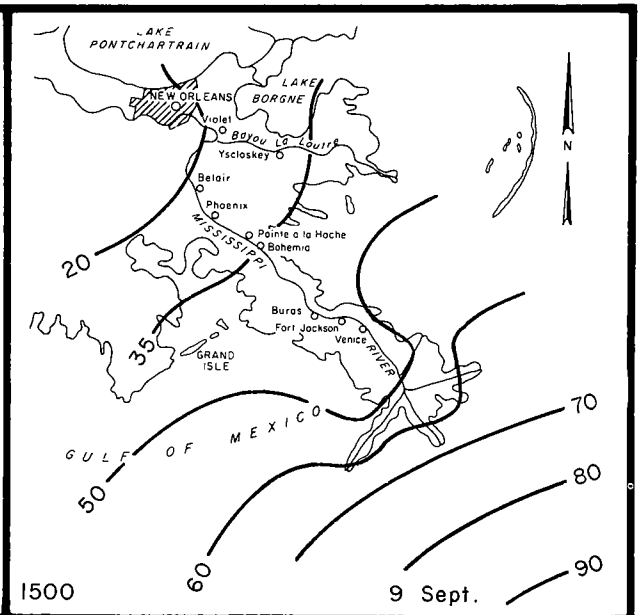 LAKE
PONTCHARTRAIN
NEW ORLEANS
LAKE
BORGNE
Violet
Bayou La Loutre
Yscloskey
N
Belair
Phoenix
MISSISSIPPI
Pointe a la Hache
Bohemia
20
35
Buras
Fort Jackson
Venice
RIVER
GRAND
ISLE
GULF OF MEXICO
50
60
70
80
90
1500
9 Sept.